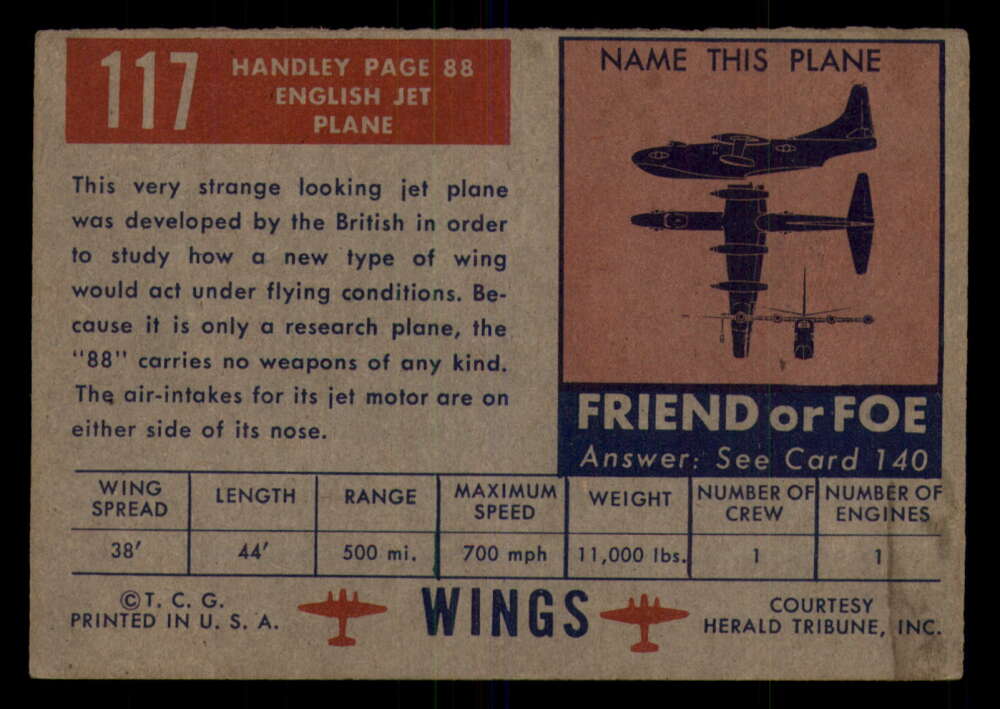 117
HANDLEY PAGE 88
ENGLISH JET
PLANE
This very strange looking jet plane
was developed by the British in order
to study how a new type of wing
would act under flying conditions. Be-
cause it is only a research plane, the
"88" carries no weapons of any kind.
The air-intakes for its jet motor are on
either side of its nose.
NAME THIS PLANE
FRIEND or FOE
Answer: See Card 140
WING SPREAD LENGTH RANGE MAXIMUM SPEED WEIGHT NUMBER OF CREW NUMBER OF ENGINES
38' 44' 500 mi. 700 mph 11,000 lbs. 1 1
© T. C. G.
PRINTED IN U. S. A.
WINGS
COURTESY
HERALD TRIBUNE, INC.